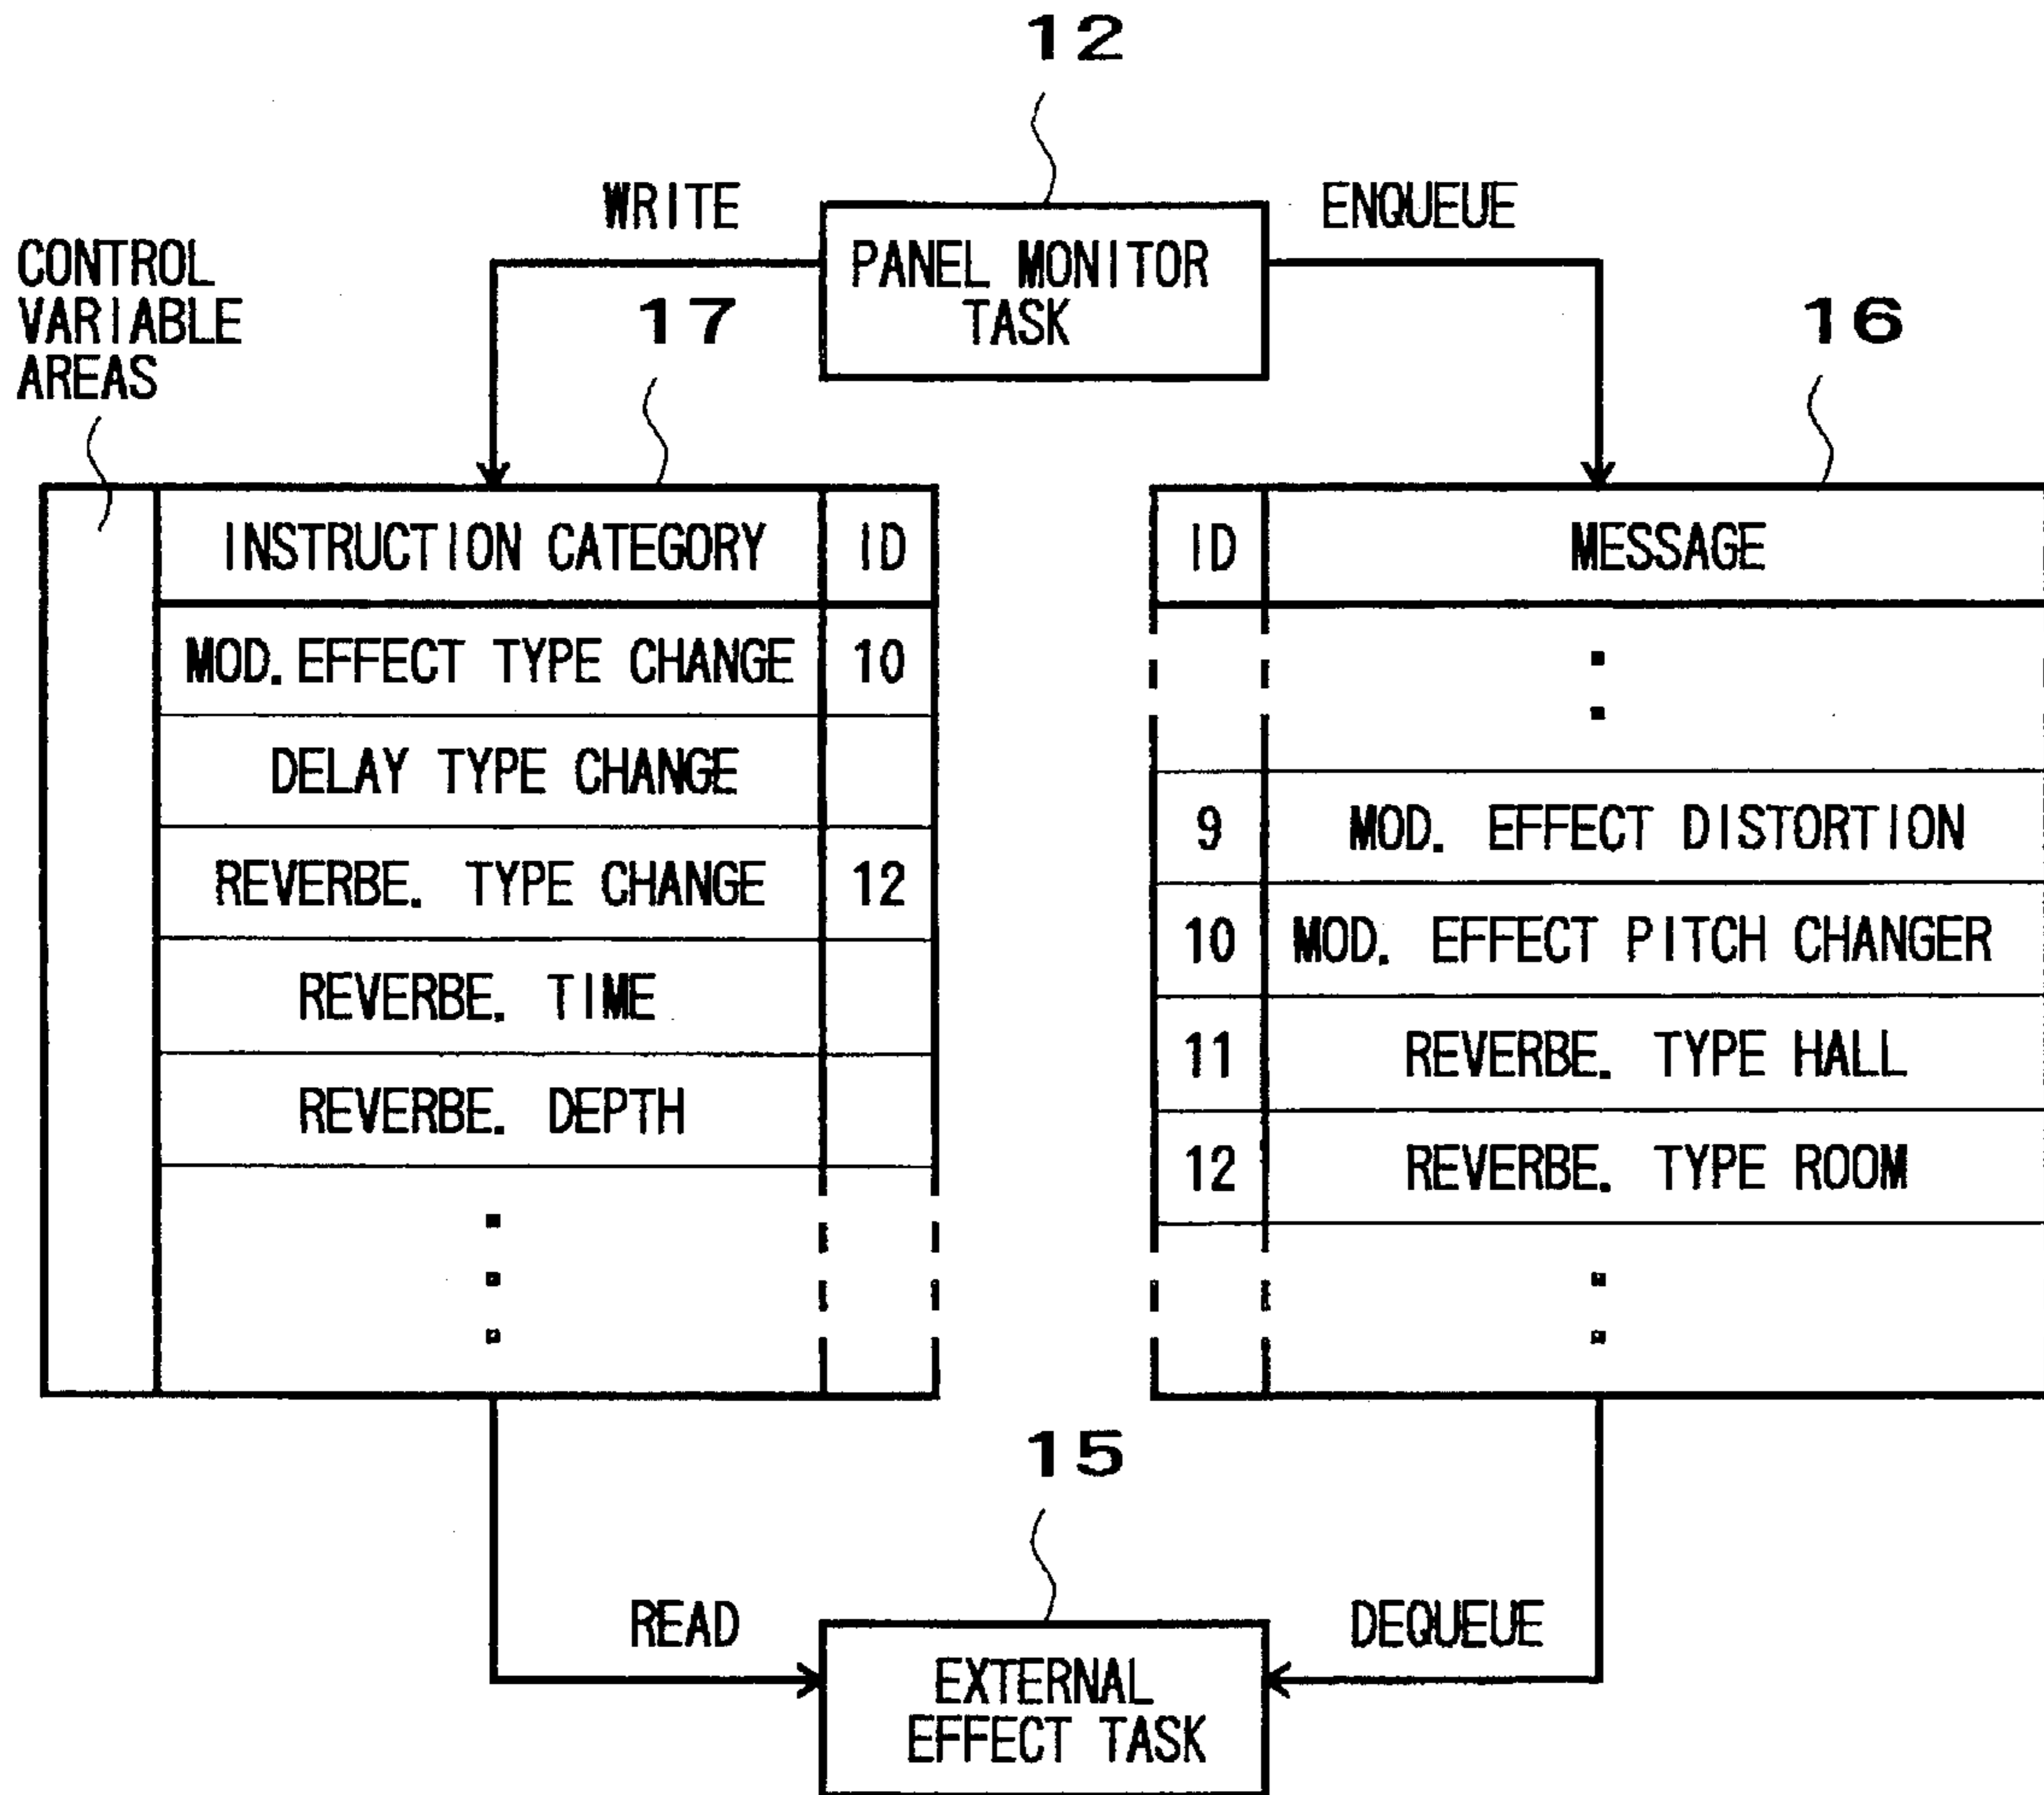 12
WRITE
ENQUEUE
PANEL MONITOR
TASK
CONTROL
VARIABLE
AREAS
17
16
INSTRUCTION CATEGORY ID
MOD. EFFECT TYPE CHANGE 10
DELAY TYPE CHANGE
REVERBE. TYPE CHANGE 12
REVERBE. TIME
REVERBE. DEPTH
ID MESSAGE
9 MOD. EFFECT DISTORTION
10 MOD. EFFECT PITCH CHANGER
11 REVERBE. TYPE HALL
12 REVERBE. TYPE ROOM
15
READ
DEQUEUE
EXTERNAL
EFFECT TASK